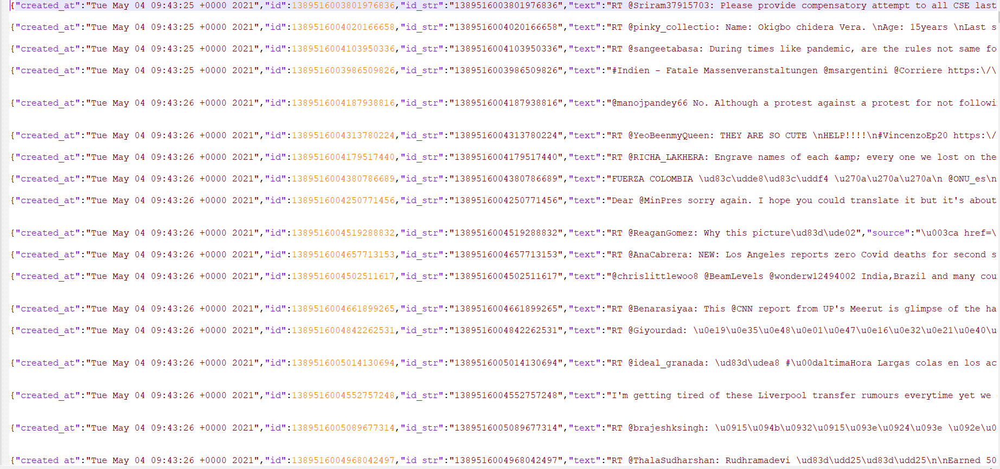 {"created_at":"Tue May 04 09:43:25 +0000 2021","id":1389516003801976836,"id_str":"1389516003801976836","text":"RT @Sriram37915703: Please provide compensatory attempt to all CSE last
{"created_at":"Tue May 04 09:43:25 +0000 2021","id":1389516004020166658,"id_str":"1389516004020166658","text":"RT @pinky_collectio: Name: Okigbo chidera Vera. \nAge: 15years \nLast s
{"created_at":"Tue May 04 09:43:25 +0000 2021","id":1389516004103950336,"id_str":"1389516004103950336","text":"RT @sangeetabasa: During times like pandemic, are the rules not same fo
{"created_at":"Tue May 04 09:43:25 +0000 2021","id":1389516003986509826,"id_str":"1389516003986509826","text":"#Indien - Fatale Massenveranstaltungen @msargentini @Corriere https:\/\
{"created_at":"Tue May 04 09:43:26 +0000 2021","id":1389516004187938816,"id_str":"1389516004187938816","text":"@manojpandey66 No. Although a protest against a protest for not followi
{"created_at":"Tue May 04 09:43:26 +0000 2021","id":1389516004313780224,"id_str":"1389516004313780224","text":"RT @YeoBeenmyQueen: THEY ARE SO CUTE \nHELP!!!!\n#VincenzoEp20 https:\/
{"created_at":"Tue May 04 09:43:26 +0000 2021","id":1389516004179517440,"id_str":"1389516004179517440","text":"RT @RICHA_LAKHERA: Engrave names of each &amp; every one we lost on the
{"created_at":"Tue May 04 09:43:26 +0000 2021","id":1389516004380786689,"id_str":"1389516004380786689","text":"FUERZA COLOMBIA \ud83c\udde8\ud83c\uddf4 \u270a\u270a\u270a\n @ONU_es\n
{"created_at":"Tue May 04 09:43:26 +0000 2021","id":1389516004250771456,"id_str":"1389516004250771456","text":"Dear @MinPres sorry again. I hope you could translate it but it's about
{"created_at":"Tue May 04 09:43:26 +0000 2021","id":1389516004519288832,"id_str":"1389516004519288832","text":"RT @ReaganGomez: Why this picture\ud83d\ude02","source":"\u003ca href=\
{"created_at":"Tue May 04 09:43:26 +0000 2021","id":1389516004657713153,"id_str":"1389516004657713153","text":"RT @AnaCabrera: NEW: Los Angeles reports zero Covid deaths for second s
{"created_at":"Tue May 04 09:43:26 +0000 2021","id":1389516004502511617,"id_str":"1389516004502511617","text":"@chrislittlewoo8 @BeamLevels @wonderw12494002 India,Brazil and many cou
{"created_at":"Tue May 04 09:43:26 +0000 2021","id":1389516004661899265,"id_str":"1389516004661899265","text":"RT @Benarasiyaa: This @CNN report from UP's Meerut is glimpse of the ha
{"created_at":"Tue May 04 09:43:26 +0000 2021","id":1389516004842262531,"id_str":"1389516004842262531","text":"RT @Giyourdad: \u0e19\u0e35\u0e48\u0e01\u0e47\u0e16\u0e32\u0e21\u0e40\u
{"created_at":"Tue May 04 09:43:26 +0000 2021","id":1389516005014130694,"id_str":"1389516005014130694","text":"RT @ideal_granada: \ud83d\udea8 #\u00daltimaHora Largas colas en los ac
{"created_at":"Tue May 04 09:43:26 +0000 2021","id":1389516004552757248,"id_str":"1389516004552757248","text":"I'm getting tired of these Liverpool transfer rumours everytime yet we
{"created_at":"Tue May 04 09:43:26 +0000 2021","id":1389516005089677314,"id_str":"1389516005089677314","text":"RT @brajeshksingh: \u0915\u094b\u0932\u0915\u093e\u0924\u093e \u092e\u0
{"created_at":"Tue May 04 09:43:26 +0000 2021","id":1389516004968042497,"id_str":"1389516004968042497","text":"RT @ThalaSudharshan: Rudhramadevi \ud83d\udd25\ud83d\udd25\n\nEarned 50